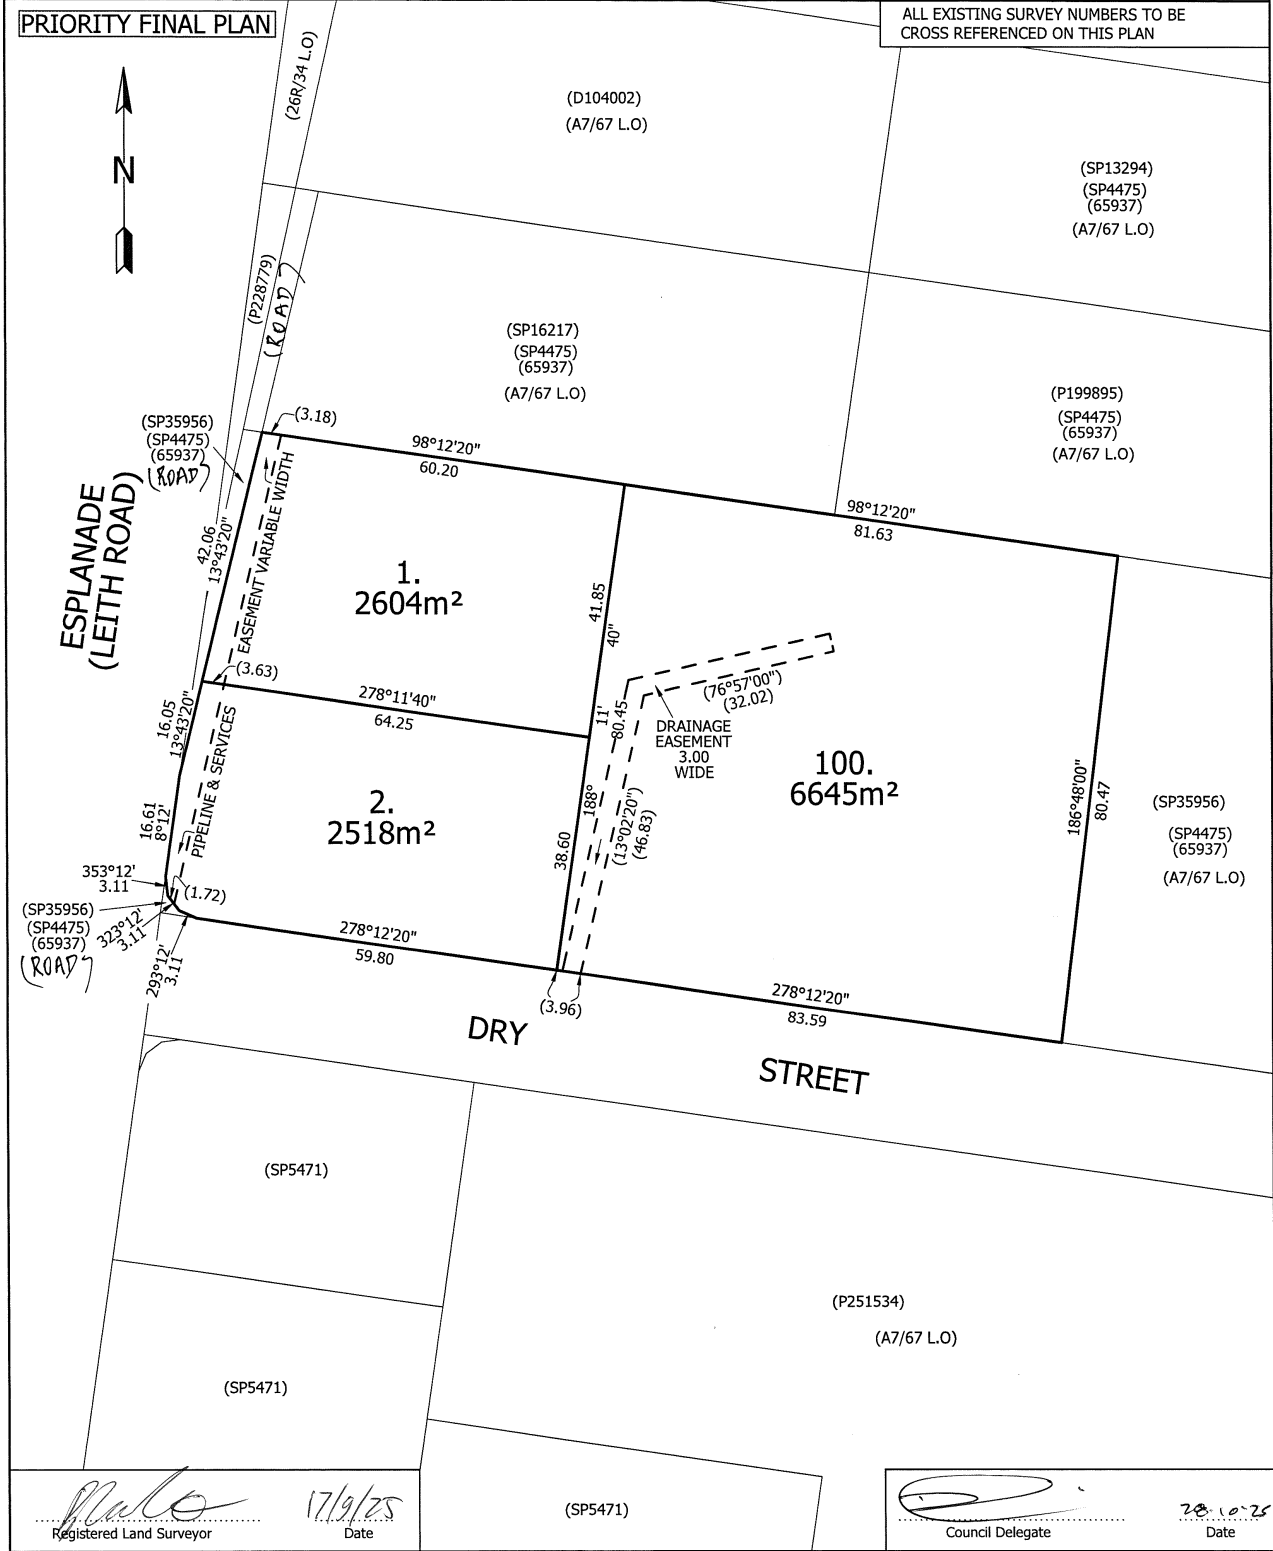 PRIORITY FINAL PLAN
ALL EXISTING SURVEY NUMBERS TO BE
CROSS REFERENCED ON THIS PLAN
N
(26R/34 L.O)
(D104002)
(A7/67 L.O)
(SP13294)
(SP4475)
(65937)
(A7/67 L.O)
(P228779)
(ROAD)
(SP16217)
(SP4475)
(65937)
(A7/67 L.O)
(P199895)
(SP4475)
(65937)
(A7/67 L.O)
(SP35956)
(SP4475)
(65937)
(ROAD)
(3.18)
98°12'20"
60.20
98°12'20"
81.63
ESPLANADE
(LEITH ROAD)
42.06
13°43'20"
EASEMENT VARIABLE WIDTH
1.
2604m²
41.85
188° 11' 40"
80.45
(3.63)
278°11'40"
64.25
(76°57'00")
(32.02)
DRAINAGE
EASEMENT
3.00
WIDE
100.
6645m²
186°48'00"
80.47
(SP35956)
(SP4475)
(65937)
(A7/67 L.O)
16.05
13°43'20"
PIPELINE & SERVICES
2.
2518m²
38.60
(13°02'20")
(46.83)
16.61
8°12'
353°12'
3.11
(1.72)
(SP35956)
(SP4475)
(65937)
(ROAD)
323°12'
3.11
293°12'
3.11
278°12'20"
59.80
(3.96)
278°12'20"
83.59
DRY
STREET
(SP5471)
(P251534)
(A7/67 L.O)
(SP5471)
(SP5471)
17/9/25
Registered Land Surveyor
Date
28-10-25
Council Delegate
Date